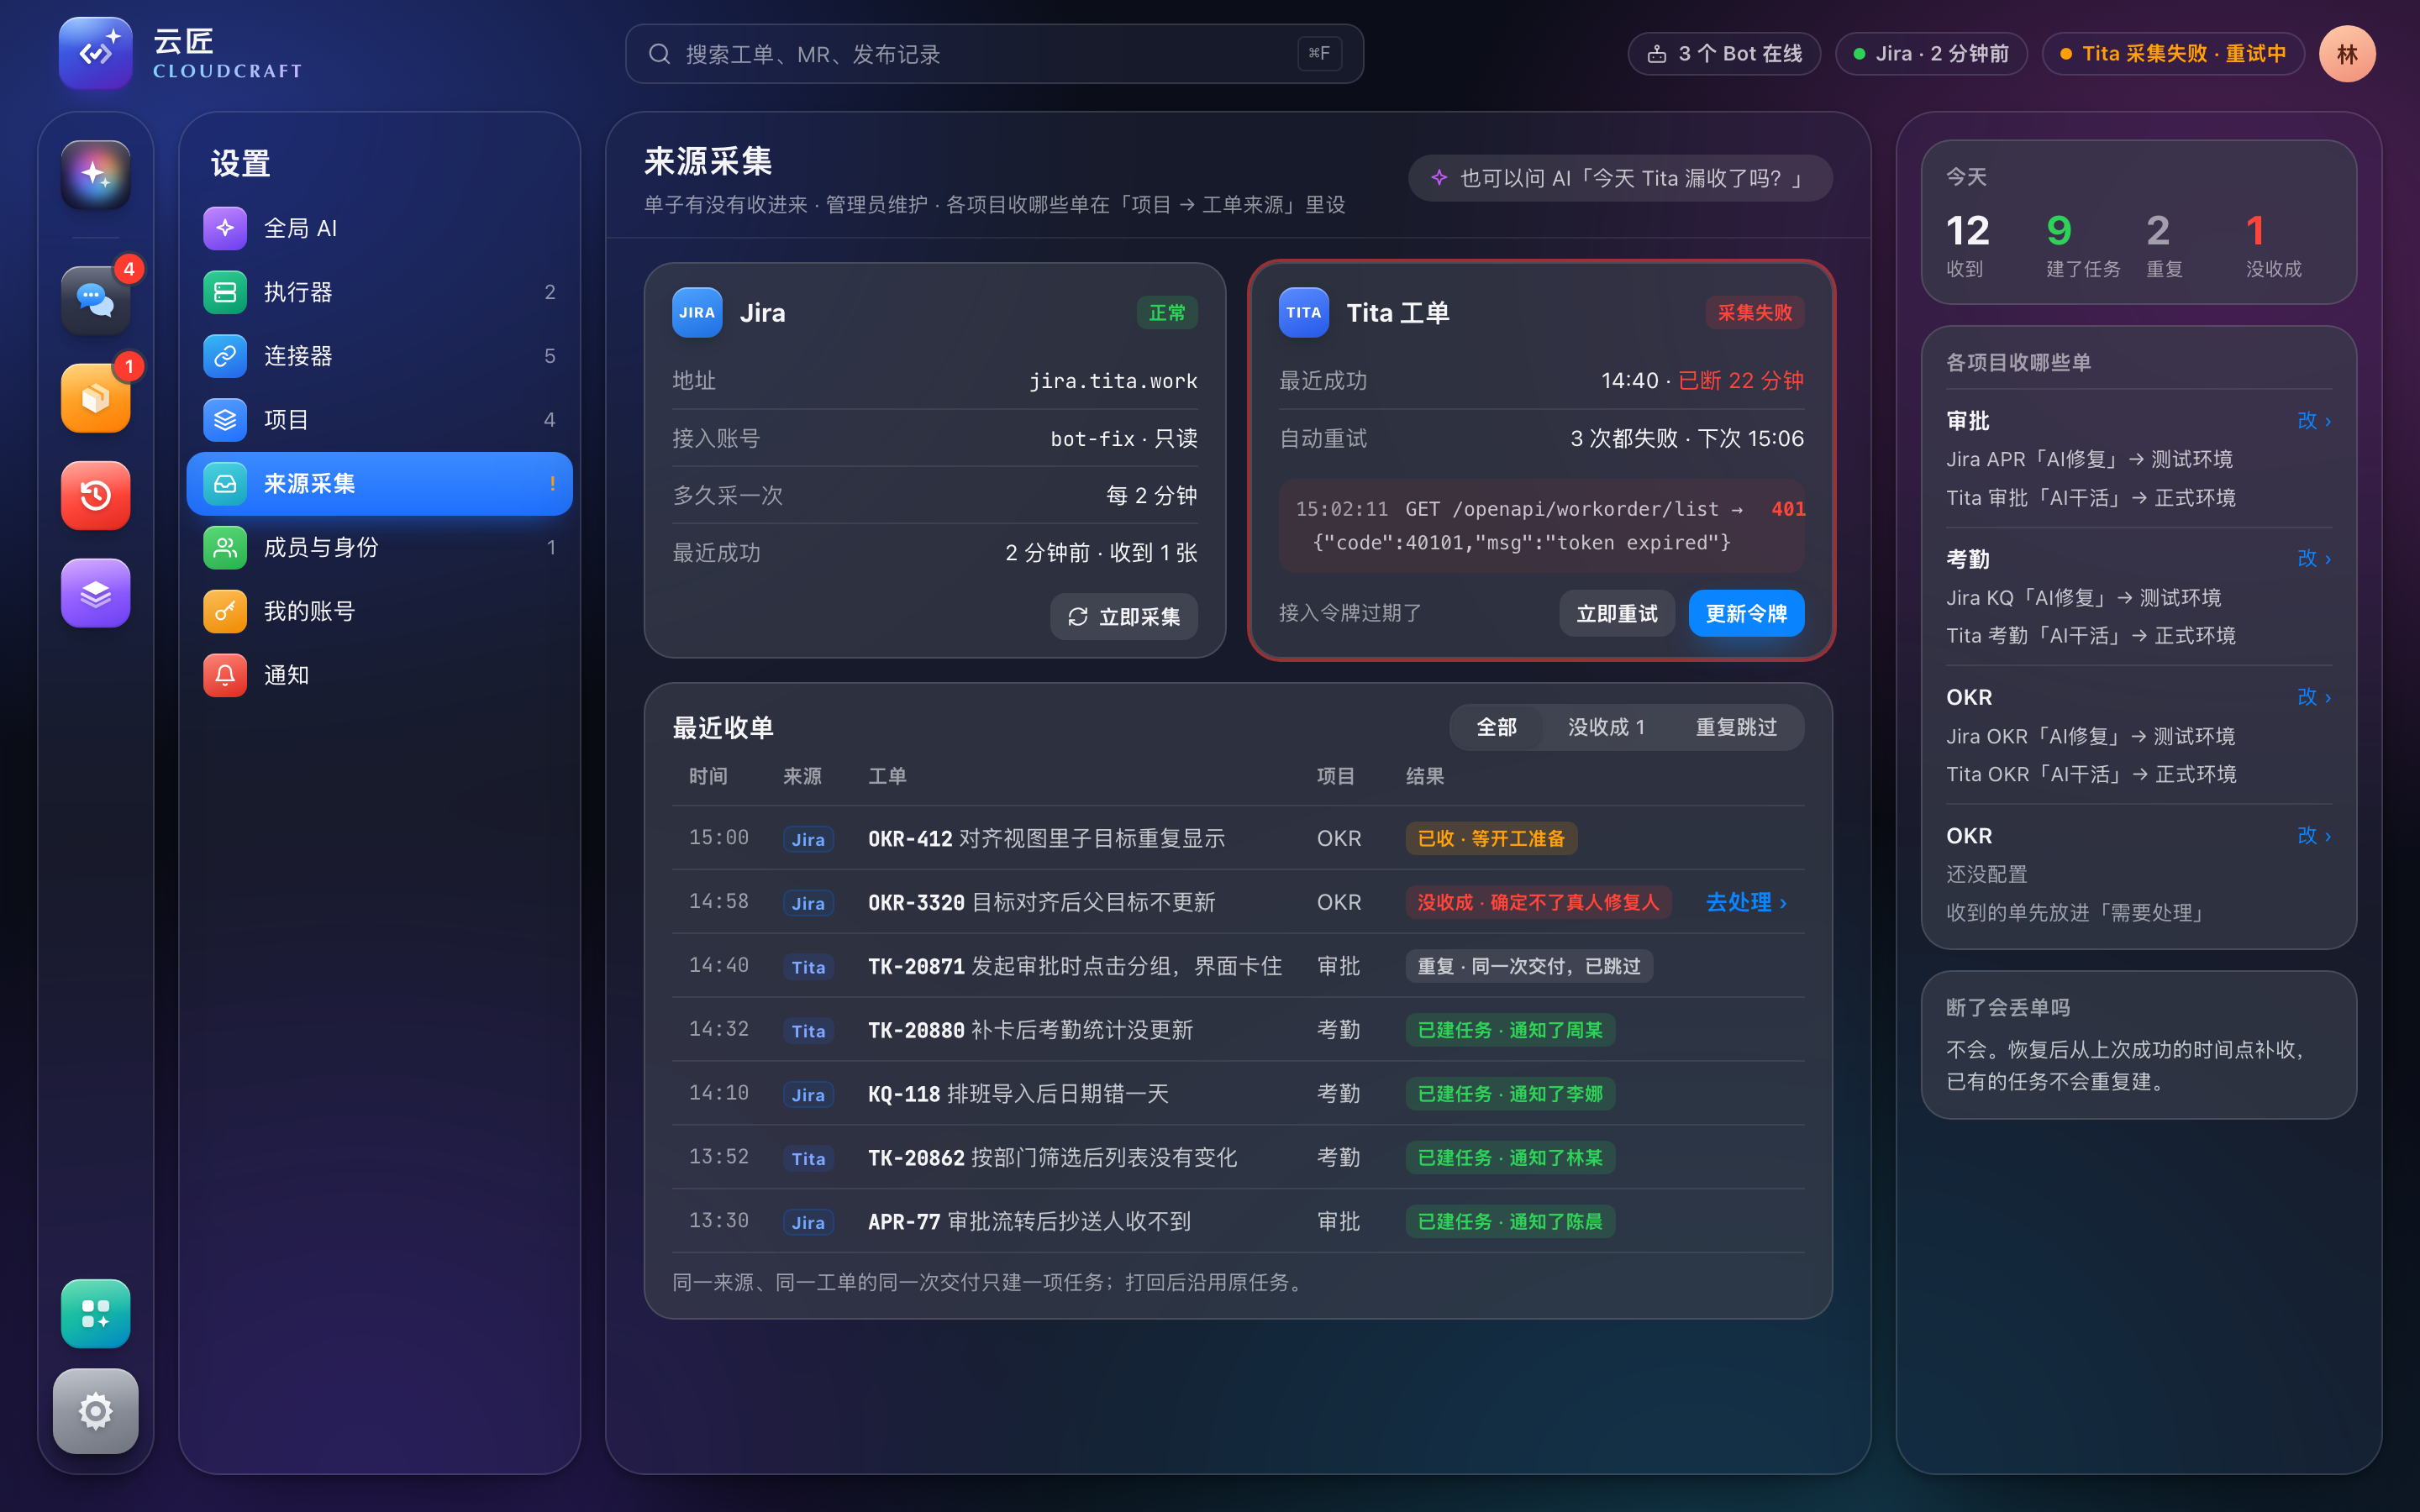 云匠
CLOUDCRAFT
搜索工单、MR、发布记录
⌘F
3 个 Bot 在线
Jira · 2 分钟前
Tita 采集失败 · 重试中
林
4
1
设置
全局 AI
执行器 2
连接器 5
项目 4
来源采集 !
成员与身份 1
我的账号
通知
来源采集
单子有没有收进来 · 管理员维护 · 各项目收哪些单在「项目 → 工单来源」里设
也可以问 AI「今天 Tita 漏收了吗？」
JIRA Jira 正常
地址 jira.tita.work
接入账号 bot-fix · 只读
多久采一次 每 2 分钟
最近成功 2 分钟前 · 收到 1 张
立即采集
TITA Tita 工单 采集失败
最近成功 14:40 · 已断 22 分钟
自动重试 3 次都失败 · 下次 15:06
15:02:11 GET /openapi/workorder/list → 401
{"code":40101,"msg":"token expired"}
接入令牌过期了 立即重试 更新令牌
最近收单 全部 没收成 1 重复跳过
时间 来源 工单 项目 结果
15:00 Jira OKR-412 对齐视图里子目标重复显示 OKR 已收 · 等开工准备
14:58 Jira OKR-3320 目标对齐后父目标不更新 OKR 没收成 · 确定不了真人修复人 去处理 ›
14:40 Tita TK-20871 发起审批时点击分组，界面卡住 审批 重复 · 同一次交付，已跳过
14:32 Tita TK-20880 补卡后考勤统计没更新 考勤 已建任务 · 通知了周某
14:10 Jira KQ-118 排班导入后日期错一天 考勤 已建任务 · 通知了李娜
13:52 Tita TK-20862 按部门筛选后列表没有变化 考勤 已建任务 · 通知了林某
13:30 Jira APR-77 审批流转后抄送人收不到 审批 已建任务 · 通知了陈晨
同一来源、同一工单的同一次交付只建一项任务；打回后沿用原任务。
今天
12 9 2 1
收到 建了任务 重复 没收成
各项目收哪些单
审批 改 ›
Jira APR「AI修复」→ 测试环境
Tita 审批「AI干活」→ 正式环境
考勤 改 ›
Jira KQ「AI修复」→ 测试环境
Tita 考勤「AI干活」→ 正式环境
OKR 改 ›
Jira OKR「AI修复」→ 测试环境
Tita OKR「AI干活」→ 正式环境
OKR 改 ›
还没配置
收到的单先放进「需要处理」
断了会丢单吗
不会。恢复后从上次成功的时间点补收，
已有的任务不会重复建。